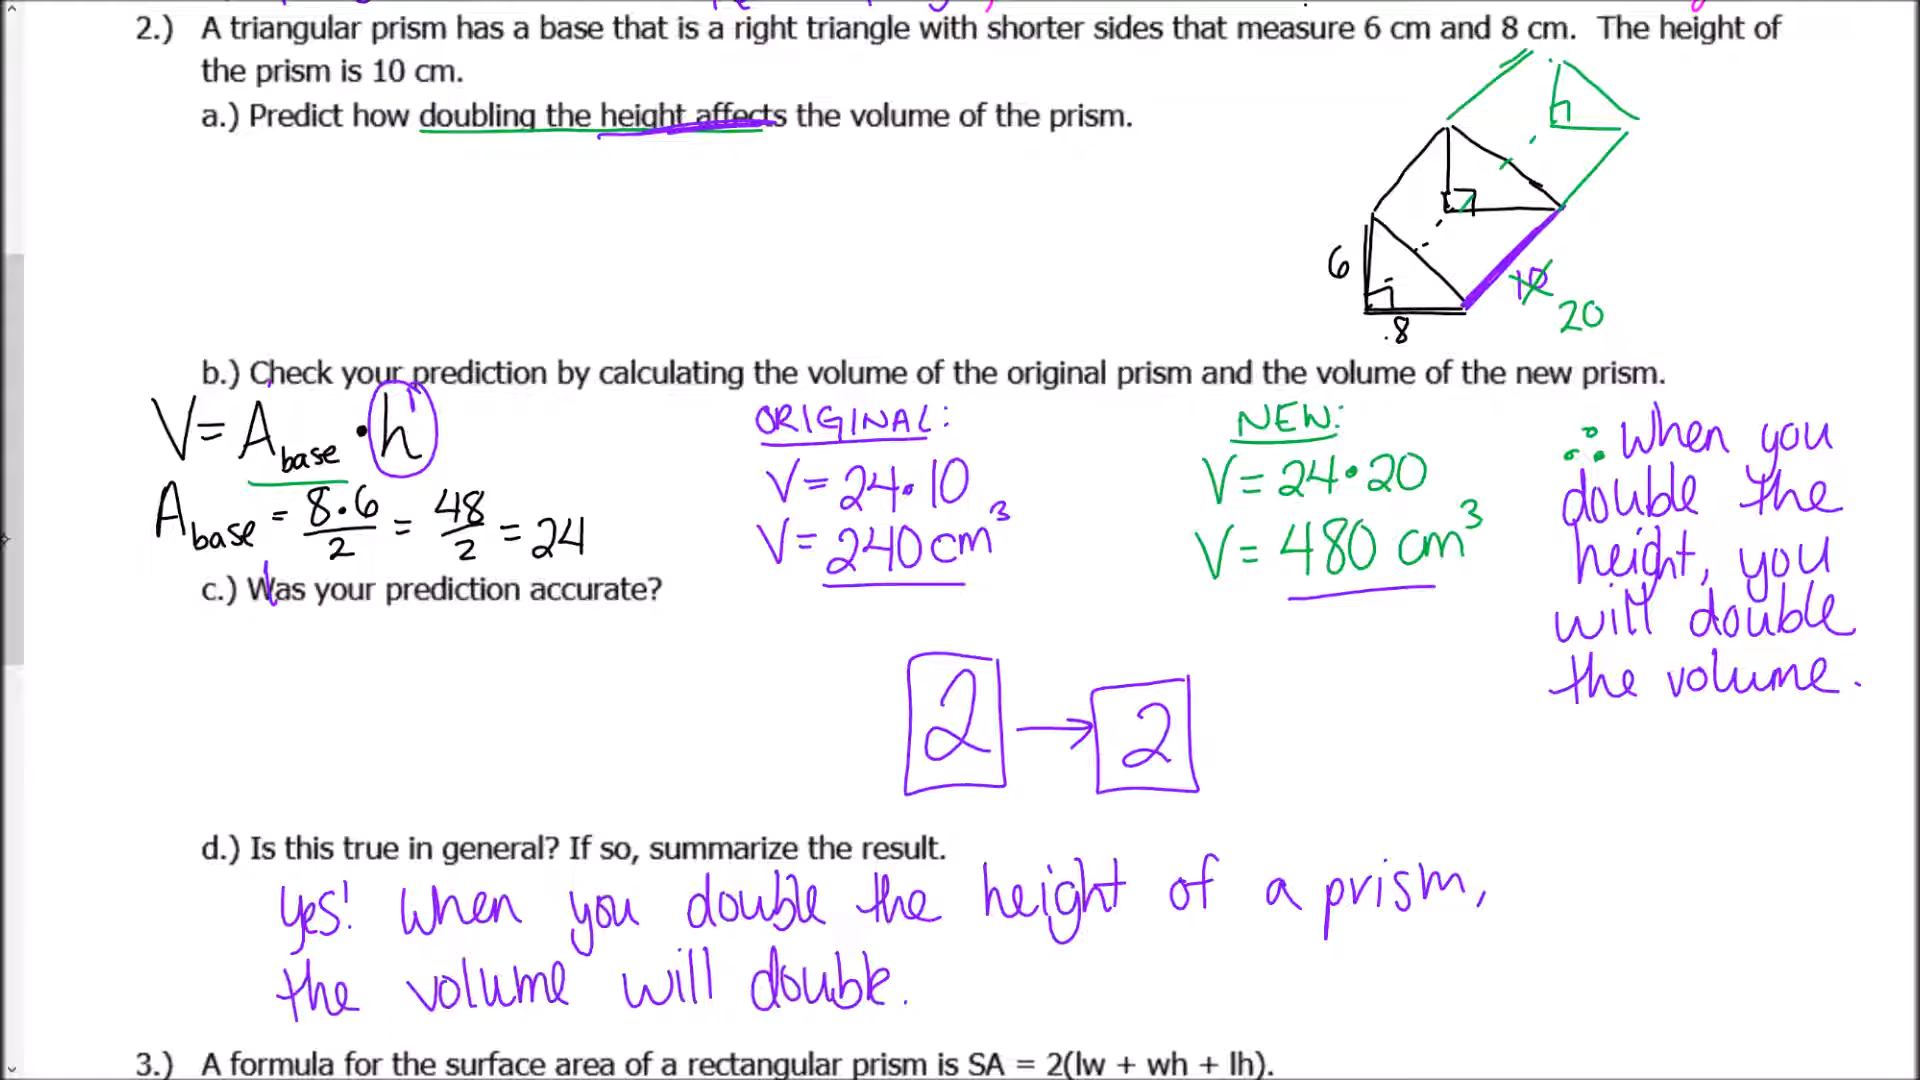 2.) A triangular prism has a base that is a right triangle with shorter sides that measure 6 cm and 8 cm. The height of
the prism is 10 cm.
a.) Predict how doubling the height affects the volume of the prism.
h
6
8
10
20
b.) Check your prediction by calculating the volume of the original prism and the volume of the new prism.
V = A base • h
A base = 8•6/2 = 48/2 = 24
ORIGINAL:
V = 24•10
V = 240 cm³
NEW:
V = 24•20
V = 480 cm³
∴ When you
double the
height, you
will double
the volume.
c.) Was your prediction accurate?
2 → 2
d.) Is this true in general? If so, summarize the result.
Yes! When you double the height of a prism,
the volume will double.
3.) A formula for the surface area of a rectangular prism is SA = 2(lw + wh + lh).